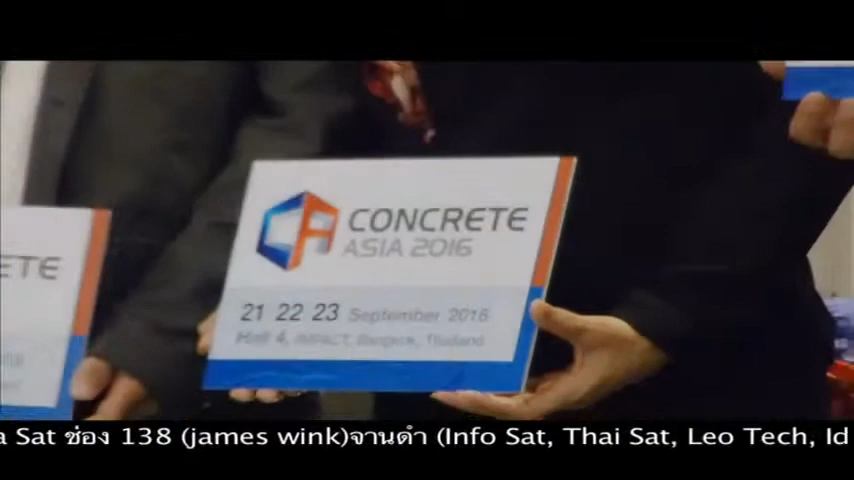 CONCRETE
ASIA 2016
21 22 23 September 2016
Hall 4, IMPACT, Bangkok, Thailand
ETE
a Sat ช่อง 138 (james wink)จานดำ (Info Sat, Thai Sat, Leo Tech, Id